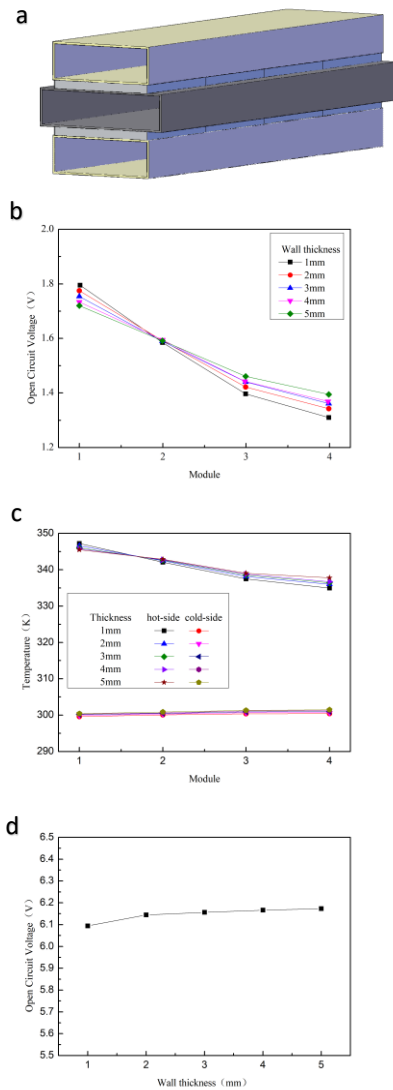 a
b
2.0
1.8
1.6
1.4
1.2
Open Circuit Voltage (V)
Wall thickness
1mm
2mm
3mm
4mm
5mm
1 2 3 4
Module
c
350
340
330
320
310
300
290
Temperature (K)
Thickness hot-side cold-side
1mm
2mm
3mm
4mm
5mm
1 2 3 4
Module
d
6.5
6.4
6.3
6.2
6.1
6.0
5.9
5.8
5.7
5.6
5.5
Open Circuit Voltage (V)
1 2 3 4 5
Wall thickness (mm)